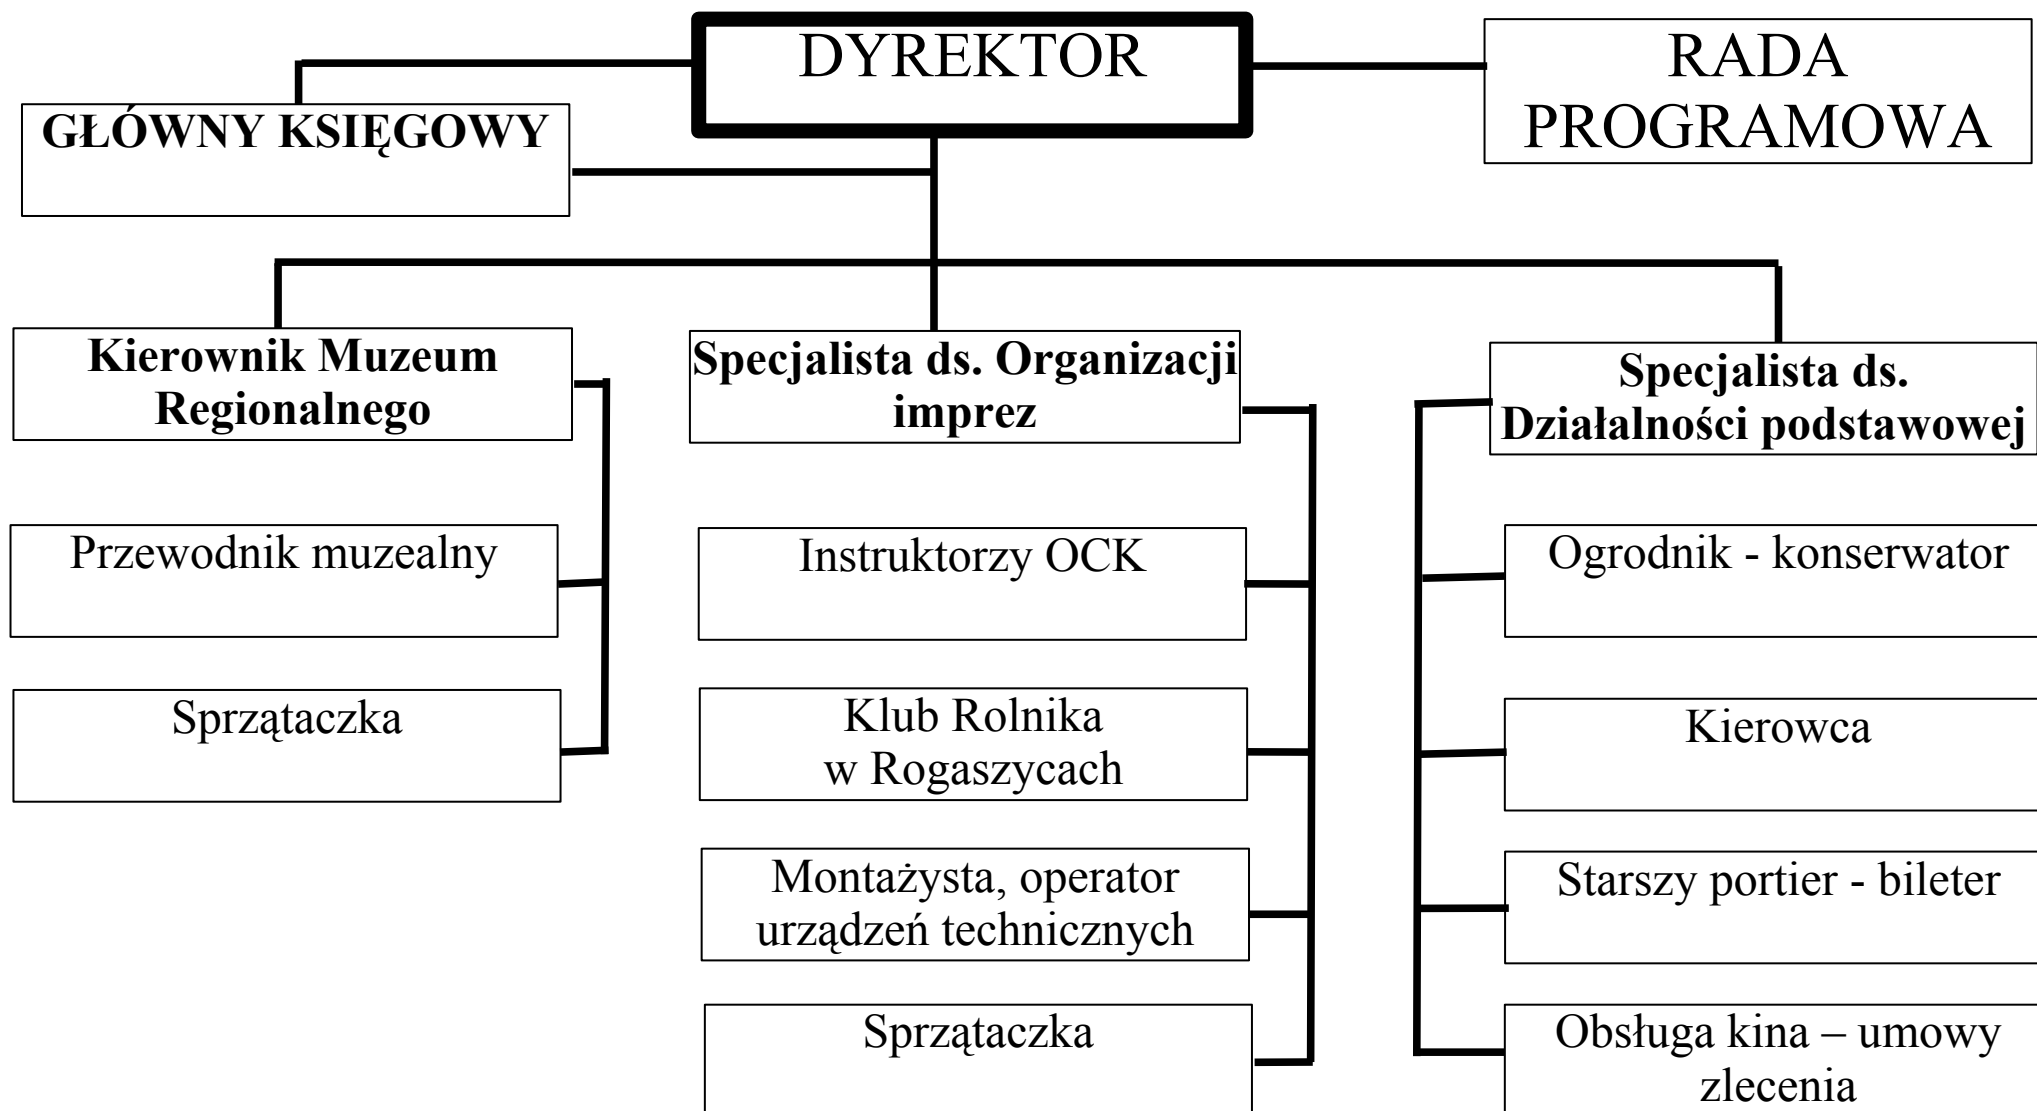 DYREKTOR
RADA
PROGRAMOWA
GŁÓWNY KSIĘGOWY
Kierownik Muzeum
Regionalnego
Przewodnik muzealny
Sprzątaczka
Specjalista ds. Organizacji
imprez
Instruktorzy OCK
Klub Rolnika
w Rogaszycach
Montażysta, operator
urządzeń technicznych
Sprzątaczka
Specjalista ds.
Działalności podstawowej
Ogrodnik - konserwator
Kierowca
Starszy portier - bileter
Obsługa kina – umowy
zlecenia